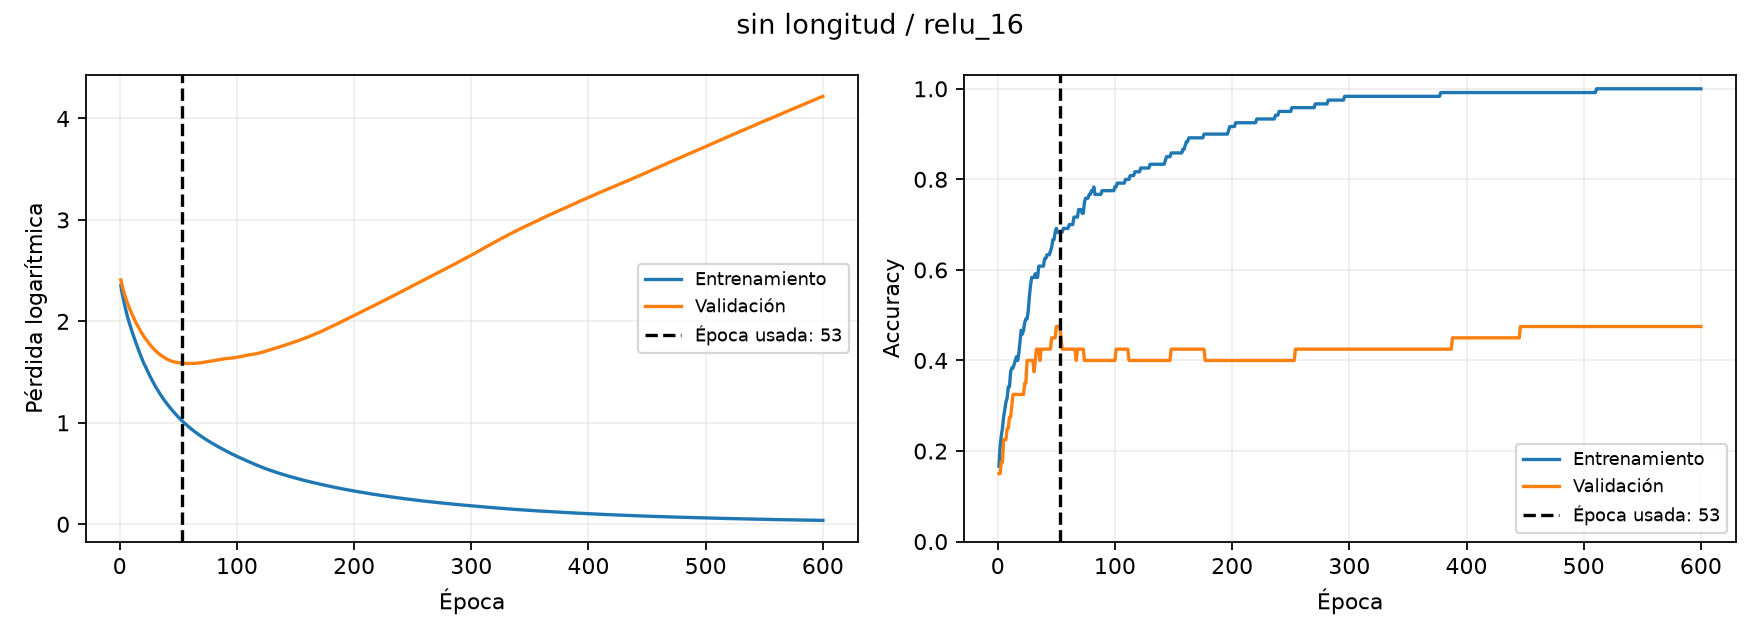 sin longitud / relu_16
Pérdida logarítmica
4
3
2
1
0
0 100 200 300 400 500 600
Época
Entrenamiento
Validación
Época usada: 53
Accuracy
1.0
0.8
0.6
0.4
0.2
0.0
0 100 200 300 400 500 600
Época
Entrenamiento
Validación
Época usada: 53